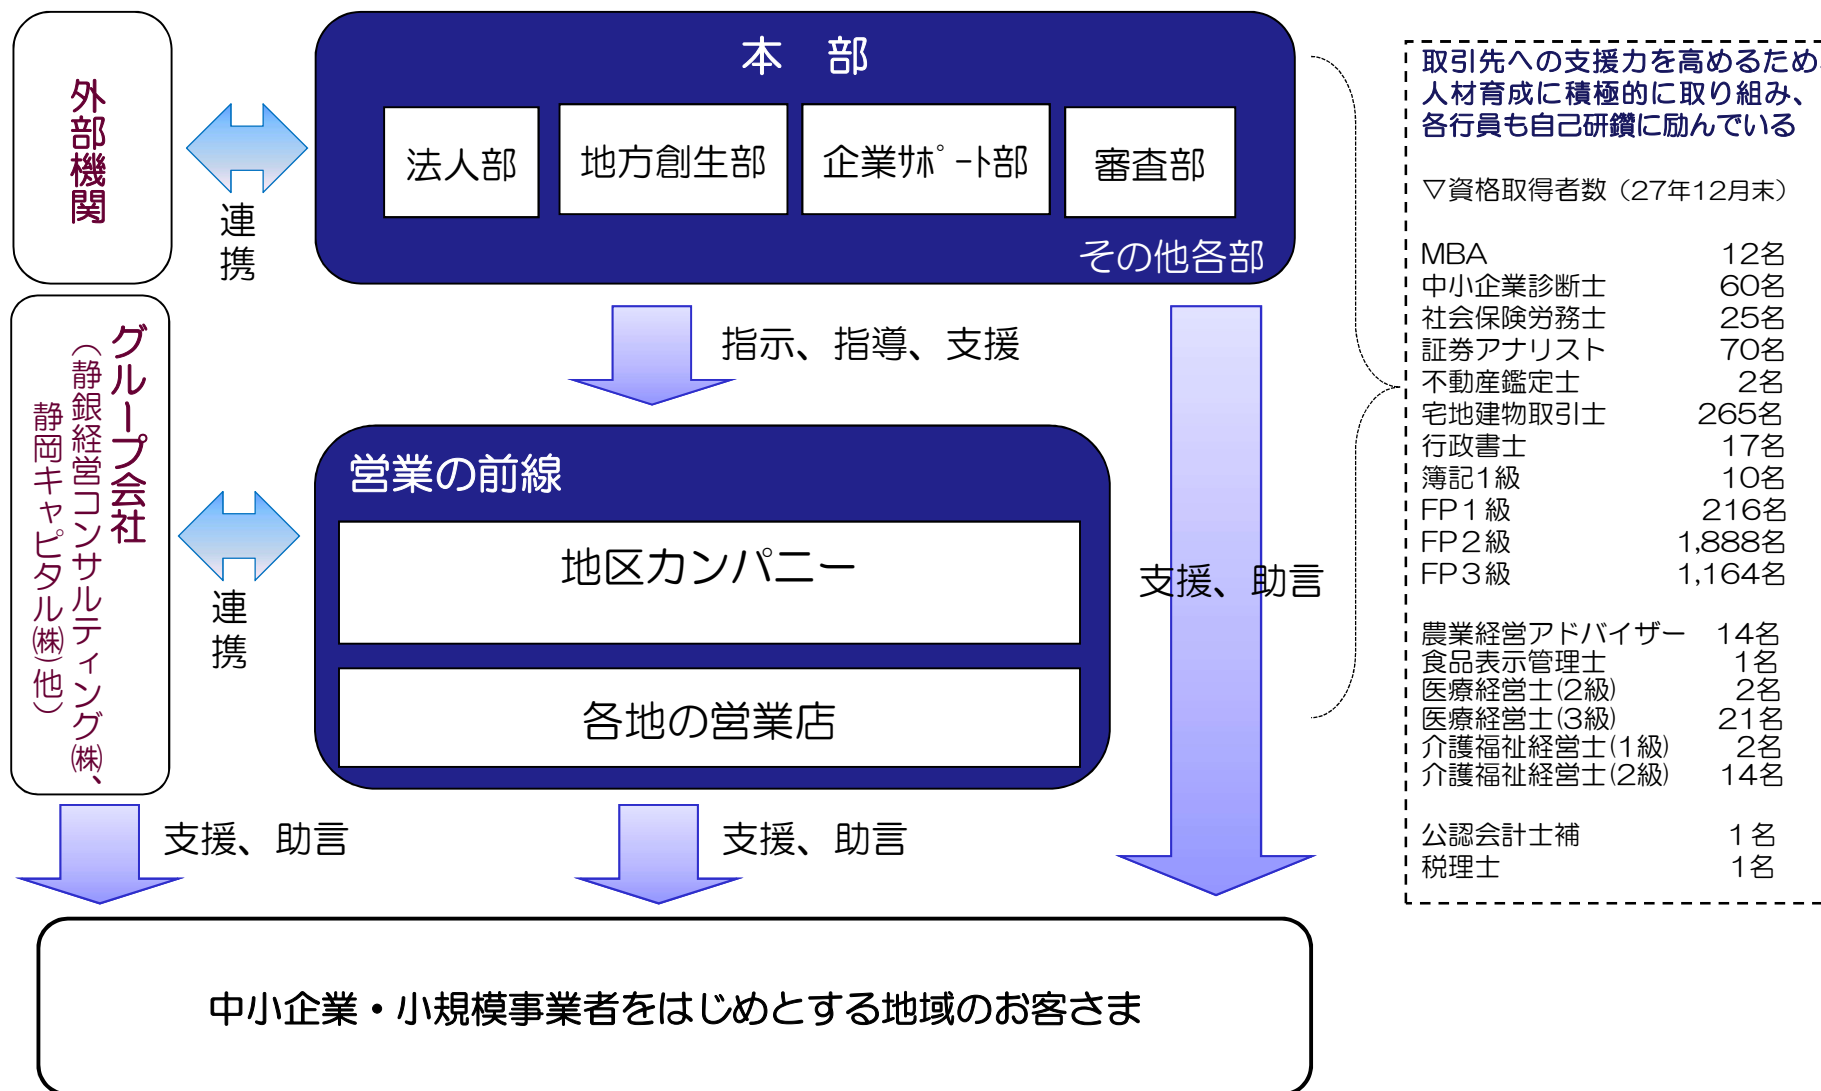 外部機関
連携
本 部
法人部
地方創生部
企業ｻﾎﾟｰﾄ部
審査部
その他各部
指示、指導、支援
グループ会社
（静銀経営コンサルティング㈱、
静岡キャピタル㈱他）
連携
営業の前線
地区カンパニー
各地の営業店
支援、助言
支援、助言
支援、助言
中小企業・小規模事業者をはじめとする地域のお客さま
取引先への支援力を高めるため、
人材育成に積極的に取り組み、
各行員も自己研鑽に励んでいる
▽資格取得者数（27年12月末）
MBA 12名
中小企業診断士 60名
社会保険労務士 25名
証券アナリスト 70名
不動産鑑定士 2名
宅地建物取引士 265名
行政書士 17名
簿記1級 10名
FP１級 216名
FP２級 1,888名
FP３級 1,164名
農業経営アドバイザー 14名
食品表示管理士 1名
医療経営士(2級) 2名
医療経営士(3級) 21名
介護福祉経営士(1級) 2名
介護福祉経営士(2級) 14名
公認会計士補 1名
税理士 1名